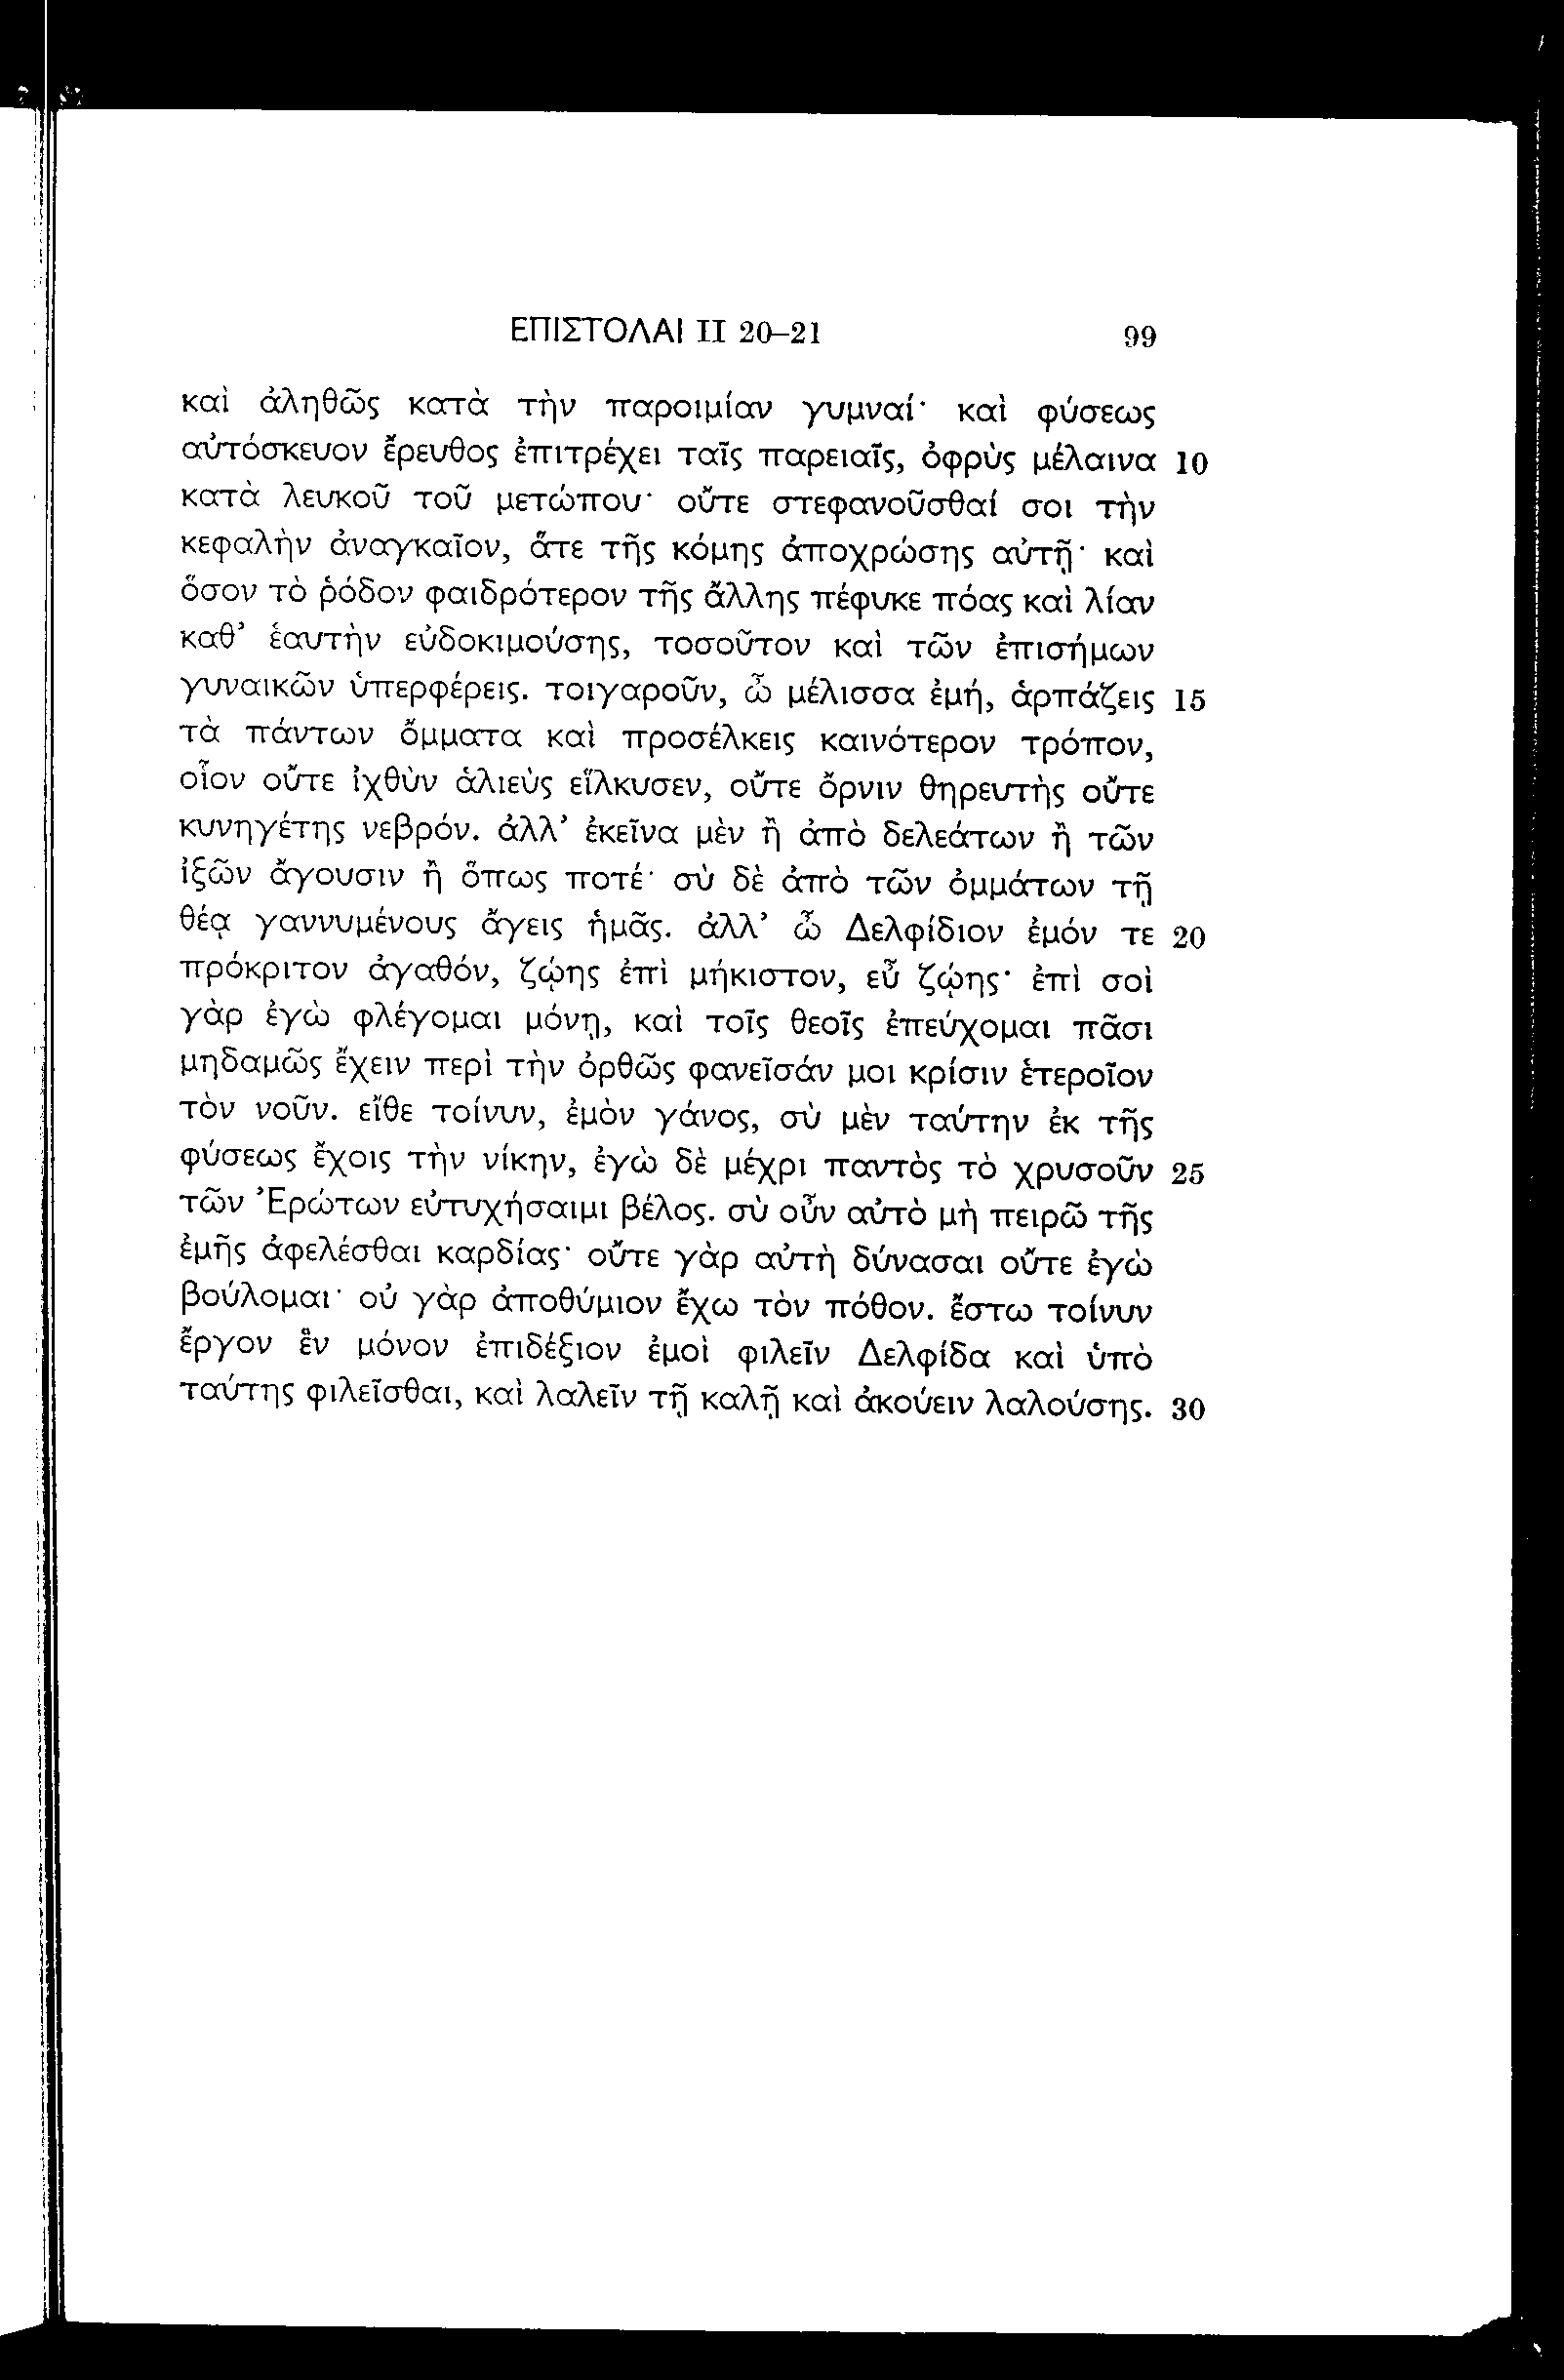 ΕΠΙΣΤΟΛΑΙ II 20–21 99
καὶ ἀληθῶς κατὰ τὴν παροιμίαν γυμναί· καὶ φύσεως
αὐτόσκευον ἔρευθος ἐπιτρέχει ταῖς παρειαῖς, ὀφρὺς μέλαινα 10
κατὰ λευκοῦ τοῦ μετώπου· οὔτε στεφανοῦσθαί σοι τὴν
κεφαλὴν ἀναγκαῖον, ἅτε τῆς κόμης ἀποχρώσης αὐτῇ· καὶ
ὅσον τὸ ῥόδον φαιδρότερον τῆς ἄλλης πέφυκε πόας καὶ λίαν
καθ’ ἑαυτὴν εὐδοκιμούσης, τοσοῦτον καὶ τῶν ἐπισήμων
γυναικῶν ὑπερφέρεις. τοιγαροῦν, ὦ μέλισσα ἐμή, ἁρπάζεις 15
τὰ πάντων ὄμματα καὶ προσέλκεις καινότερον τρόπον,
οἷον οὔτε ἰχθὺν ἁλιεὺς εἵλκυσεν, οὔτε ὄρνιν θηρευτὴς οὔτε
κυνηγέτης νεβρόν. ἀλλ’ ἐκεῖνα μὲν ἢ ἀπὸ δελεάτων ἢ τῶν
ἰξῶν ἄγουσιν ἢ ὅπως ποτέ· σὺ δὲ ἀπὸ τῶν ὀμμάτων τῇ
θέᾳ γαννυμένους ἄγεις ἡμᾶς. ἀλλ’ ὦ Δελφίδιον ἐμόν τε 20
πρόκριτον ἀγαθόν, ζῴης ἐπὶ μήκιστον, εὖ ζῴης· ἐπὶ σοὶ
γὰρ ἐγὼ φλέγομαι μόνῃ, καὶ τοῖς θεοῖς ἐπεύχομαι πᾶσι
μηδαμῶς ἔχειν περὶ τὴν ὀρθῶς φανεῖσάν μοι κρίσιν ἑτεροῖον
τὸν νοῦν. εἴθε τοίνυν, ἐμὸν γάνος, σὺ μὲν ταύτην ἐκ τῆς
φύσεως ἔχοις τὴν νίκην, ἐγὼ δὲ μέχρι παντὸς τὸ χρυσοῦν 25
τῶν Ἐρώτων εὐτυχήσαιμι βέλος. σὺ οὖν αὐτὸ μὴ πειρῶ τῆς
ἐμῆς ἀφελέσθαι καρδίας· οὔτε γὰρ αὐτὴ δύνασαι οὔτε ἐγὼ
βούλομαι· οὐ γὰρ ἀποθύμιον ἔχω τὸν πόθον. ἔστω τοίνυν
ἔργον ἓν μόνον ἐπιδέξιον ἐμοὶ φιλεῖν Δελφίδα καὶ ὑπὸ
ταύτης φιλεῖσθαι, καὶ λαλεῖν τῇ καλῇ καὶ ἀκούειν λαλούσης. 30